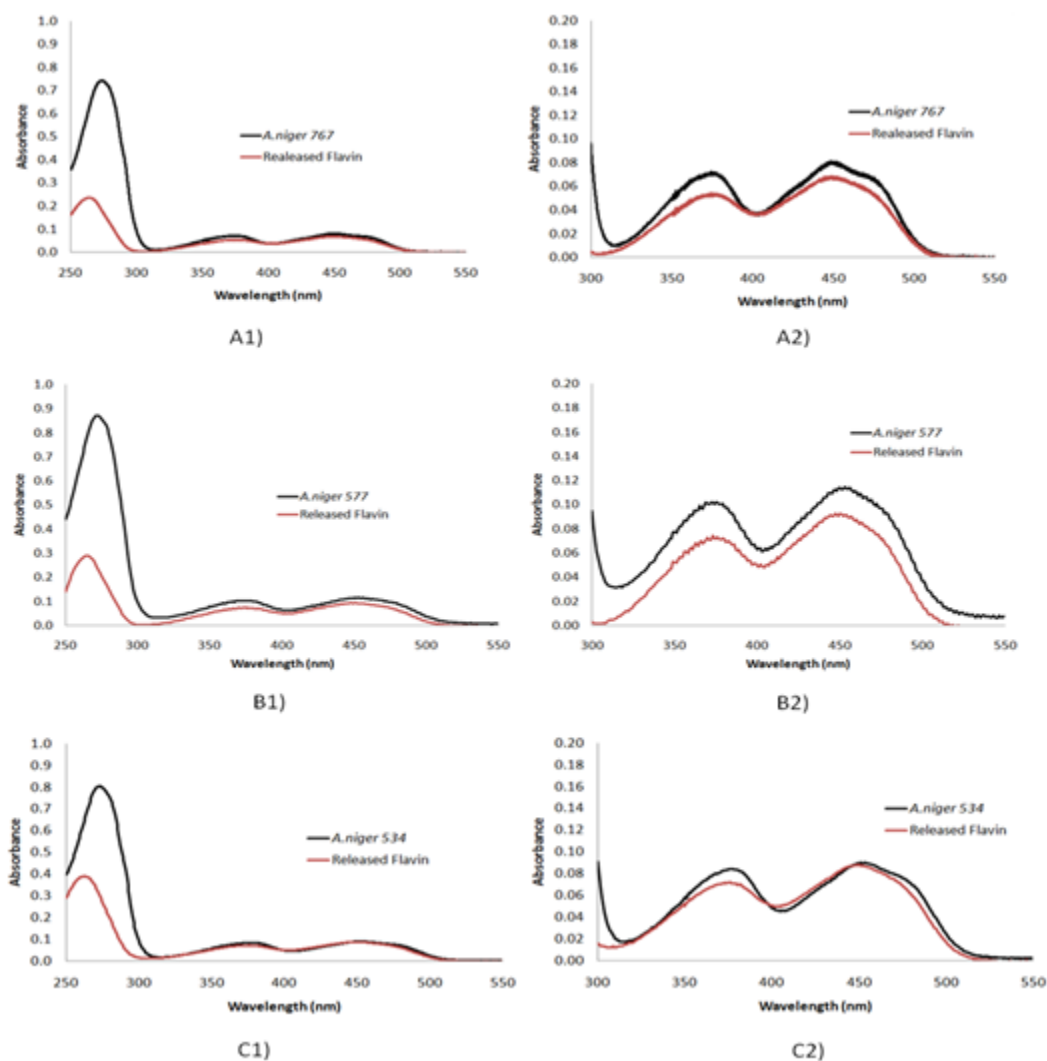 1.0
0.9
0.8
0.7
0.6
0.5
0.4
0.3
0.2
0.1
0.0
Absorbance
250 300 350 400 450 500 550
Wavelength (nm)
A.niger 767
Realeased Flavin
A1)
0.20
0.18
0.16
0.14
0.12
0.10
0.08
0.06
0.04
0.02
0.00
Absorbance
300 350 400 450 500 550
Wavelength (nm)
A.niger 767
Realeased Flavin
A2)
1.0
0.9
0.8
0.7
0.6
0.5
0.4
0.3
0.2
0.1
0.0
Absorbance
250 300 350 400 450 500 550
Wavelength (nm)
A.niger 577
Released Flavin
B1)
0.20
0.18
0.16
0.14
0.12
0.10
0.08
0.06
0.04
0.02
0.00
Absorbance
300 350 400 450 500 550
Wavelength (nm)
A.niger 577
Released Flavin
B2)
1.0
0.9
0.8
0.7
0.6
0.5
0.4
0.3
0.2
0.1
0.0
Absorbance
250 300 350 400 450 500 550
Wavelength (nm)
A.niger 534
Released Flavin
C1)
0.20
0.18
0.16
0.14
0.12
0.10
0.08
0.06
0.04
0.02
0.00
Absorbance
300 350 400 450 500 550
Wavelength (nm)
A.niger 534
Released Flavin
C2)